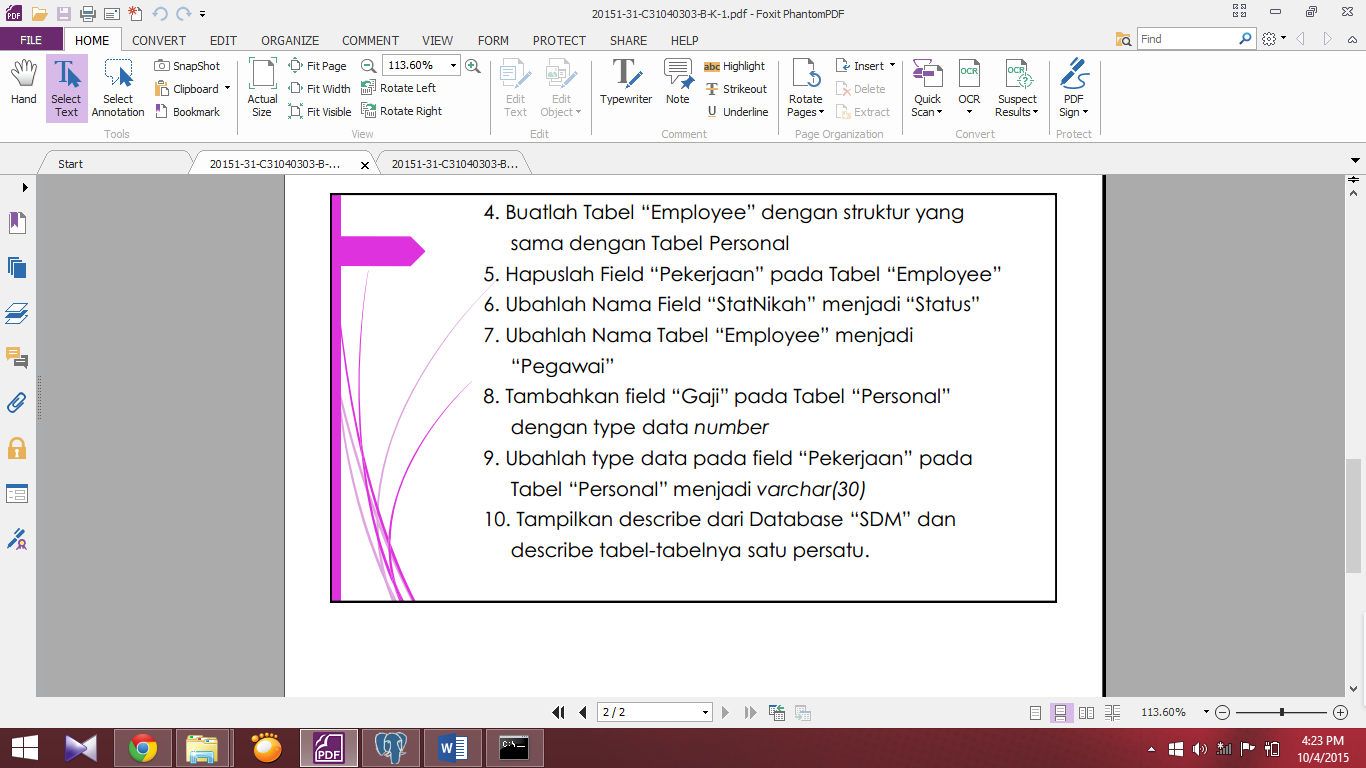 20151-31-C31040303-B-K-1.pdf - Foxit PhantomPDF
FILE HOME CONVERT EDIT ORGANIZE COMMENT VIEW FORM PROTECT SHARE HELP Find
Hand
Select Text
Select Annotation
SnapShot
Clipboard
Bookmark
Tools
Actual Size
Fit Page
Fit Width
Fit Visible
113.60%
Rotate Left
Rotate Right
View
Edit Text
Edit Object
Edit
Typewriter
Note
abc Highlight
Strikeout
Underline
Comment
Rotate Pages
Insert
Delete
Extract
Page Organization
Quick Scan
OCR OCR
OCR Suspect Results
Convert
PDF Sign
Protect
Start 20151-31-C31040303-B-... 20151-31-C31040303-B...
4. Buatlah Tabel “Employee” dengan struktur yang
sama dengan Tabel Personal
5. Hapuslah Field “Pekerjaan” pada Tabel “Employee”
6. Ubahlah Nama Field “StatNikah” menjadi “Status”
7. Ubahlah Nama Tabel “Employee” menjadi
“Pegawai”
8. Tambahkan field “Gaji” pada Tabel “Personal”
dengan type data number
9. Ubahlah type data pada field “Pekerjaan” pada
Tabel “Personal” menjadi varchar(30)
10. Tampilkan describe dari Database “SDM” dan
describe tabel-tabelnya satu persatu.
2 / 2 113.60%
4:23 PM
10/4/2015